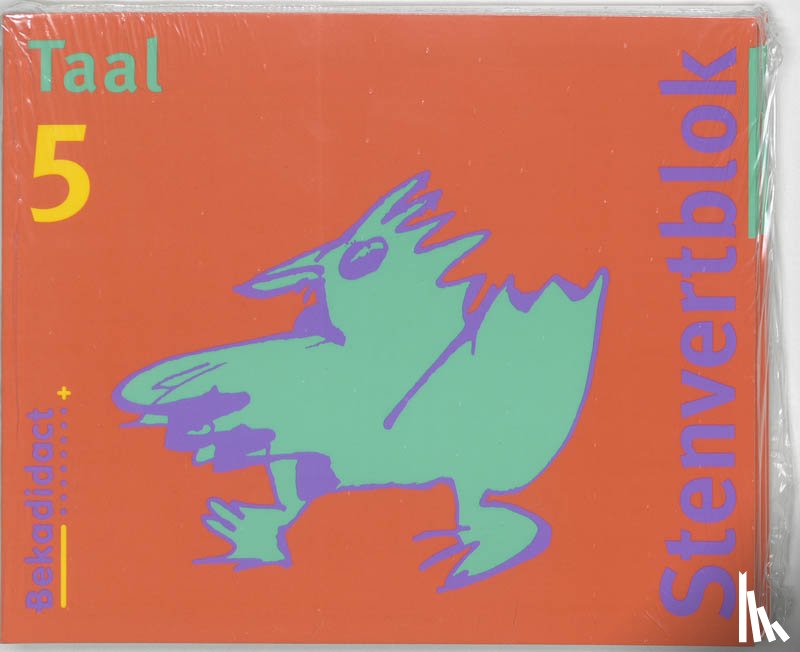 Taal
5
Stenvertblok
Bekadidact